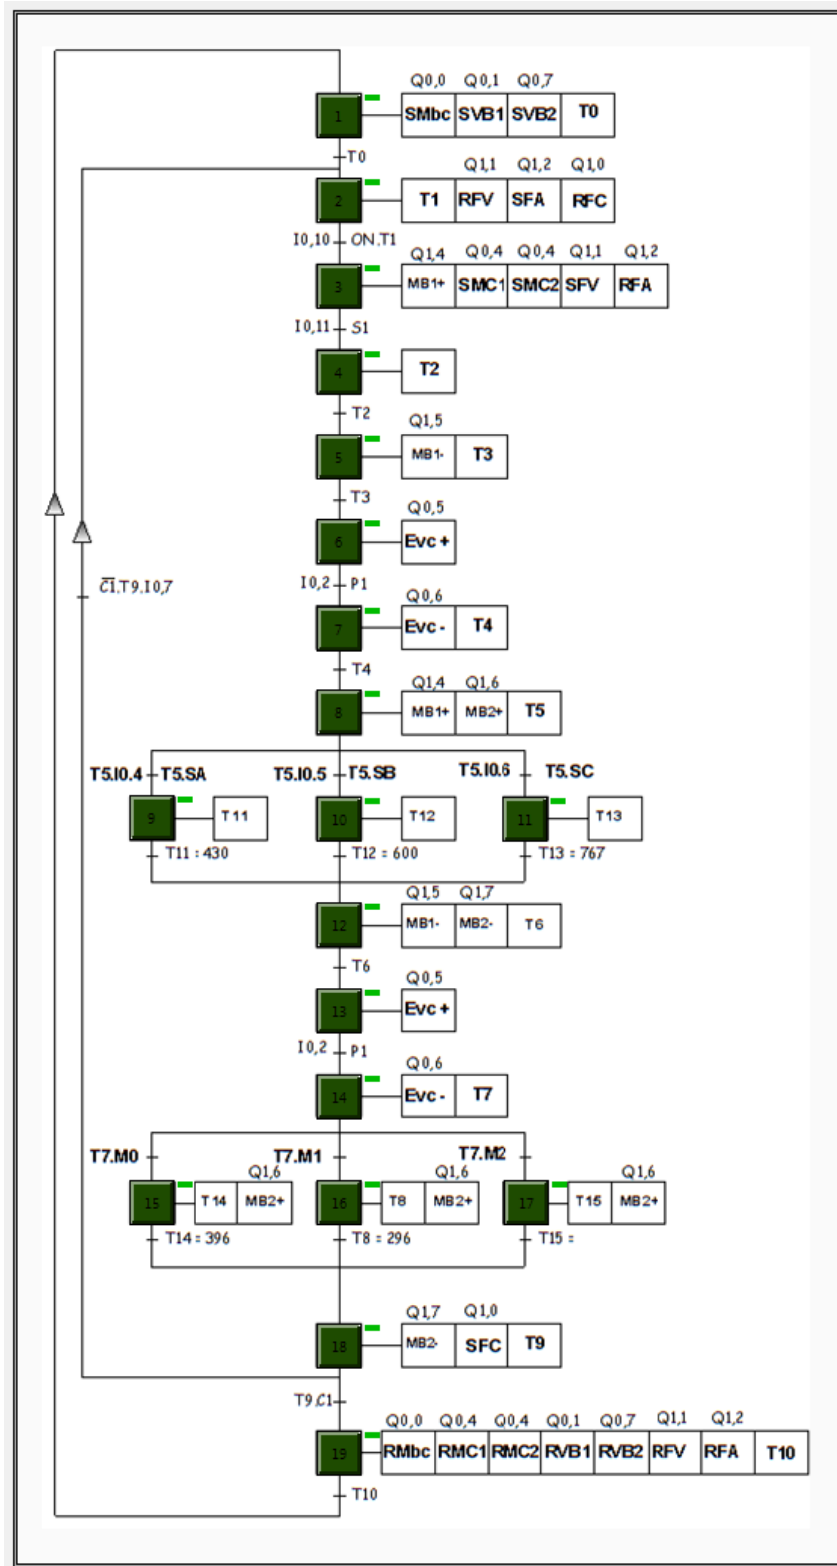 Q0,0 Q0,1 Q0,7
1 SMbc SVB1 SVB2 T0
T0
Q1,1 Q1,2 Q1,0
2 T1 RFV SFA RFC
I0,10 ON.T1
Q1,4 Q0,4 Q0,4 Q1,1 Q1,2
3 MB1+ SMC1 SMC2 SFV RFA
I0,11 S1
4 T2
T2
Q1,5
5 MB1- T3
T3
Q0,5
6 Evc+
C̅1̅.T9.I0,7 I0,2 P1
Q0,6
7 Evc - T4
T4
Q1,4 Q1,6
8 MB1+ MB2+ T5
T5.I0.4 T5.SA T5.I0.5 T5.SB T5.I0.6 T5.SC
9 T11 10 T12 11 T13
T11 = 430 T12 = 600 T13 = 767
Q1,5 Q1,7
12 MB1- MB2- T6
T6
Q0,5
13 Evc+
I0,2 P1
Q0,6
14 Evc - T7
T7.M0 T7.M1 T7.M2
Q1,6 Q1,6 Q1,6
15 T14 MB2+ 16 T8 MB2+ 17 T15 MB2+
T14 = 396 T8 = 296 T15 =
Q1,7 Q1,0
18 MB2- SFC T9
T9.C1
Q0,0 Q0,4 Q0,4 Q0,1 Q0,7 Q1,1 Q1,2
19 RMbc RMC1 RMC2 RVB1 RVB2 RFV RFA T10
T10